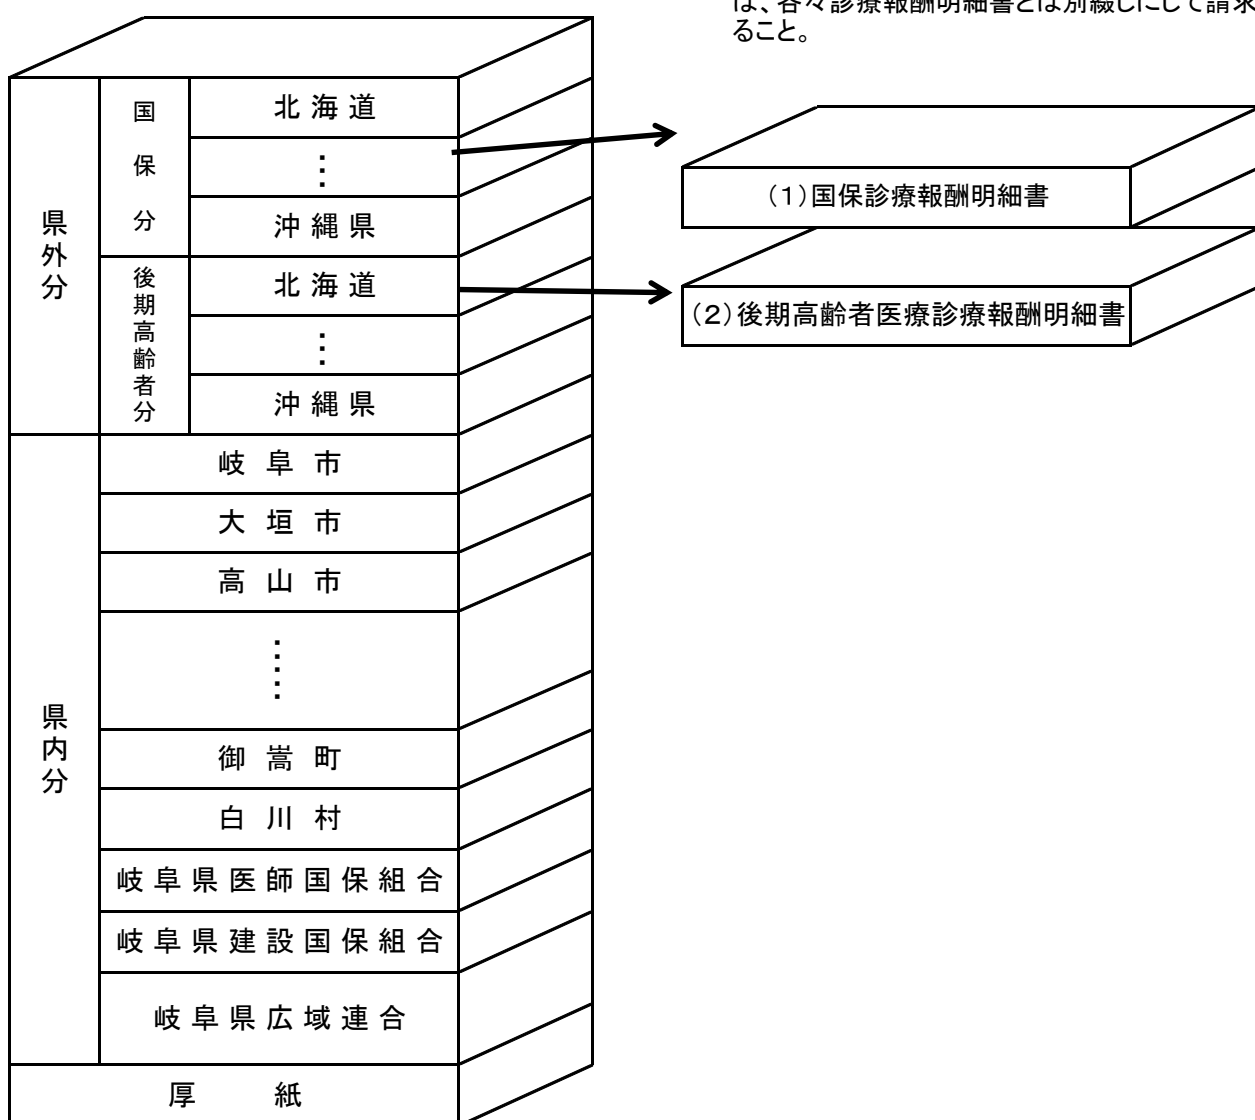 は、各々診療報酬明細書とは別綴じにして請求
ること。
県外分
国保分
北海道
⋮
沖縄県
後期高齢者分
北海道
⋮
沖縄県
県内分
岐阜市
大垣市
高山市
⋮
御嵩町
白川村
岐阜県医師国保組合
岐阜県建設国保組合
岐阜県広域連合
厚紙
(1)国保診療報酬明細書
(2)後期高齢者医療診療報酬明細書